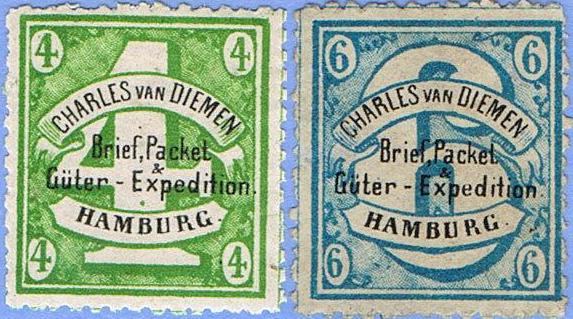 4 4
CHARLES VAN DIEMEN
Brief, Packet
&
Güter - Expedition.
HAMBURG.
4 4
6 6
CHARLES VAN DIEMEN
Brief, Packet
&
Güter - Expedition.
HAMBURG.
6 6